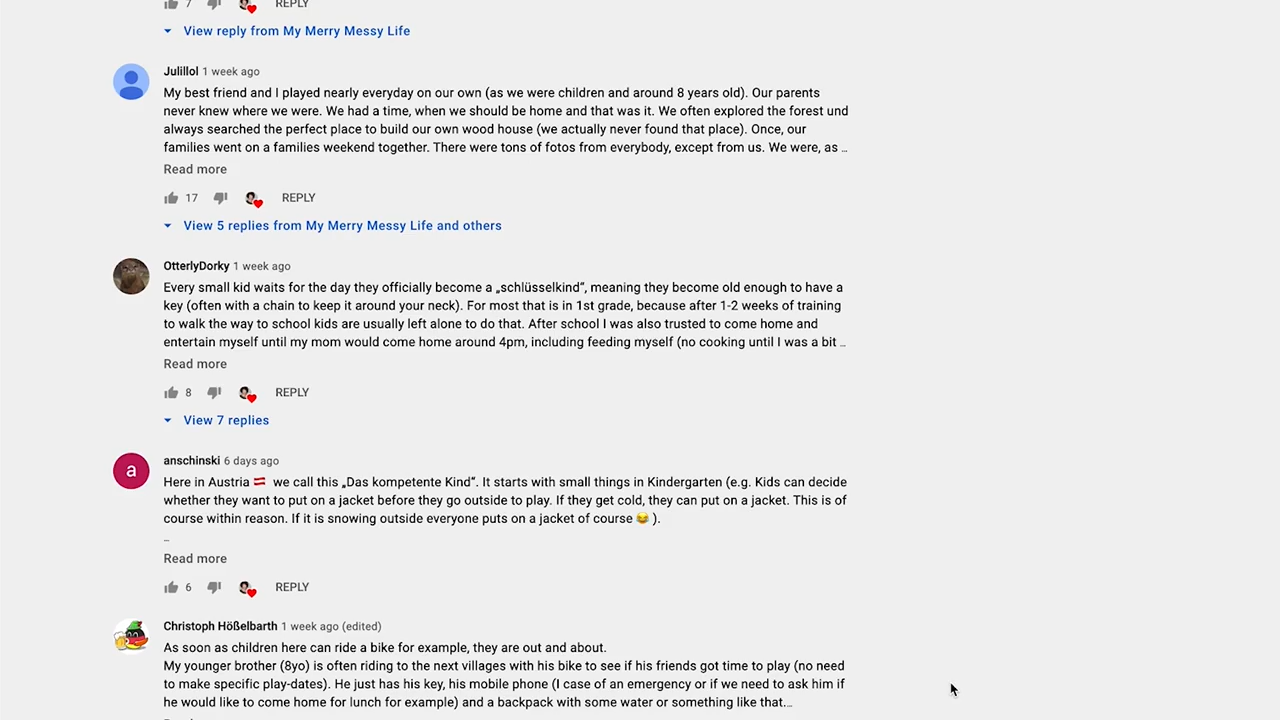 7 REPLY
View reply from My Merry Messy Life
Julillol 1 week ago
My best friend and I played nearly everyday on our own (as we were children and around 8 years old). Our parents
never knew where we were. We had a time, when we should be home and that was it. We often explored the forest und
always searched the perfect place to build our own wood house (we actually never found that place). Once, our
families went on a families weekend together. There were tons of fotos from everybody, except from us. We were, as ...
Read more
17 REPLY
View 5 replies from My Merry Messy Life and others
OtterlyDorky 1 week ago
Every small kid waits for the day they officially become a „schlüsselkind“, meaning they become old enough to have a
key (often with a chain to keep it around your neck). For most that is in 1st grade, because after 1-2 weeks of training
to walk the way to school kids are usually left alone to do that. After school I was also trusted to come home and
entertain myself until my mom would come home around 4pm, including feeding myself (no cooking until I was a bit ...
Read more
8 REPLY
View 7 replies
a
anschinski 6 days ago
Here in Austria 🇦🇹 we call this „Das kompetente Kind“. It starts with small things in Kindergarten (e.g. Kids can decide
whether they want to put on a jacket before they go outside to play. If they get cold, they can put on a jacket. This is of
course within reason. If it is snowing outside everyone puts on a jacket of course 😂 ).
...
Read more
6 REPLY
Christoph Hößelbarth 1 week ago (edited)
As soon as children here can ride a bike for example, they are out and about.
My younger brother (8yo) is often riding to the next villages with his bike to see if his friends got time to play (no need
to make specific play-dates). He just has his key, his mobile phone (I case of an emergency or if we need to ask him if
he would like to come home for lunch for example) and a backpack with some water or something like that...